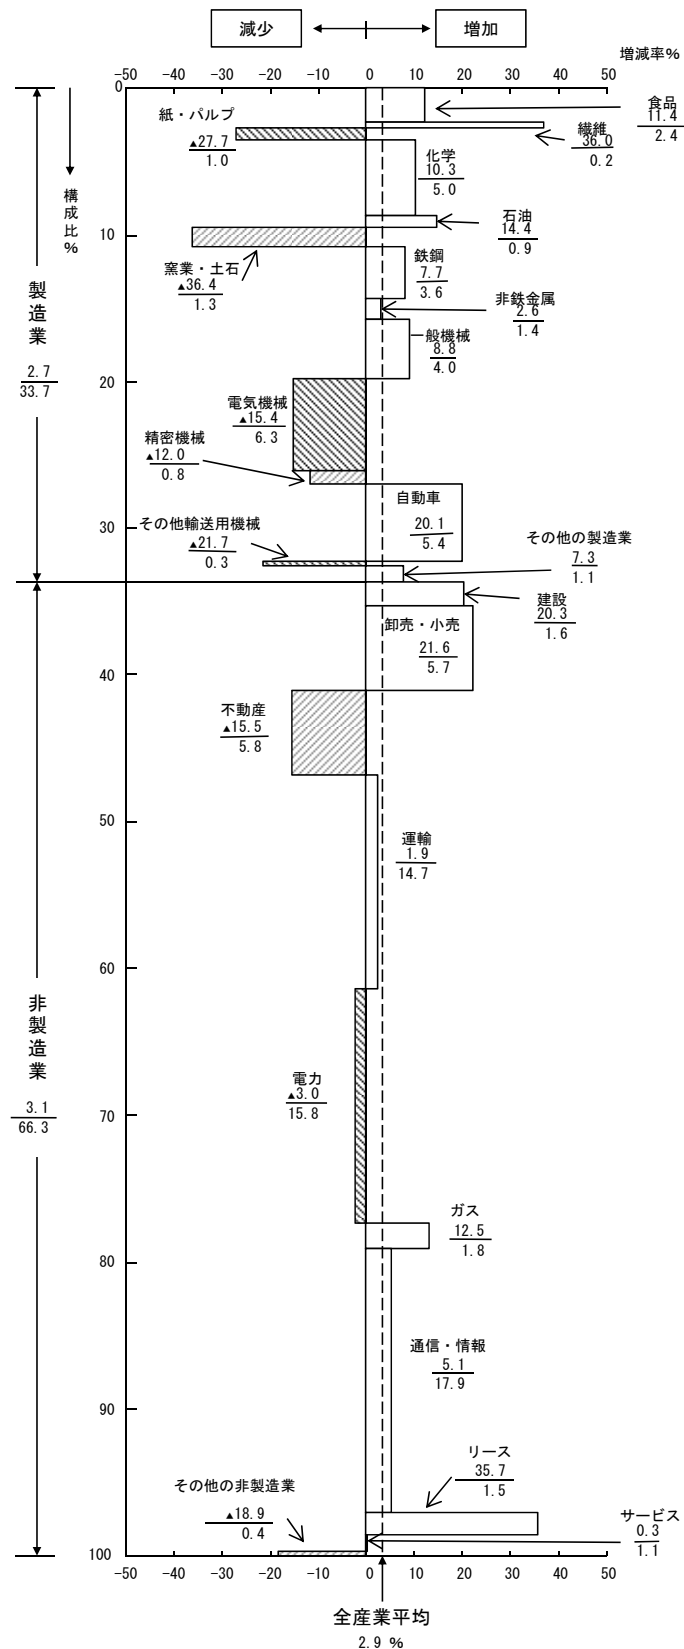 減少
増加
増減率%
-50 -40 -30 -20 -10 0 10 20 30 40 50
0
10
20
30
40
50
60
70
80
90
100
構成比%
製造業
2.7
33.7
非製造業
3.1
66.3
食品
11.4
2.4
繊維
36.0
0.2
紙・パルプ
▲27.7
1.0
化学
10.3
5.0
石油
14.4
0.9
窯業・土石
▲36.4
1.3
鉄鋼
7.7
3.6
非鉄金属
2.6
1.4
一般機械
8.8
4.0
電気機械
▲15.4
6.3
精密機械
▲12.0
0.8
自動車
20.1
5.4
その他輸送用機械
▲21.7
0.3
その他の製造業
7.3
1.1
建設
20.3
1.6
卸売・小売
21.6
5.7
不動産
▲15.5
5.8
運輸
1.9
14.7
電力
▲3.0
15.8
ガス
12.5
1.8
通信・情報
5.1
17.9
リース
35.7
1.5
その他の非製造業
▲18.9
0.4
サービス
0.3
1.1
-50 -40 -30 -20 -10 0 10 20 30 40 50
全産業平均
2.9 %